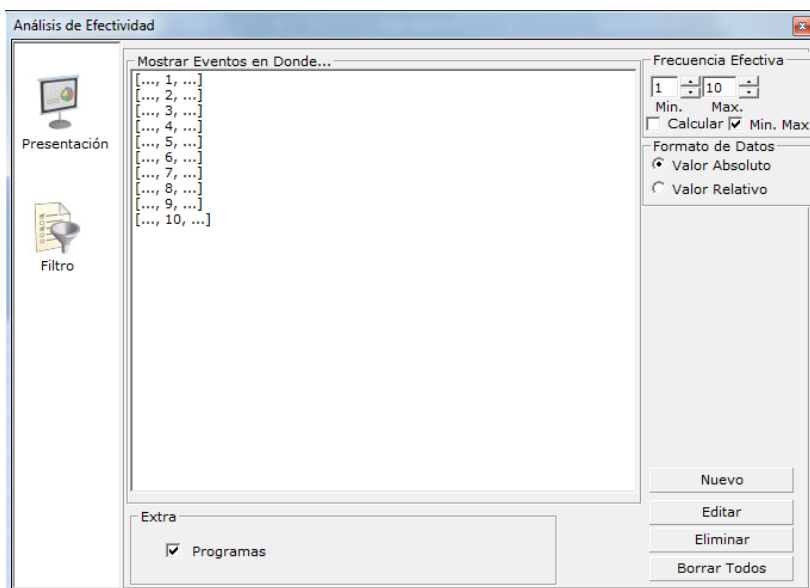 Análisis de Efectividad
Presentación
Filtro
Mostrar Eventos en Donde...
[..., 1, ...]
[..., 2, ...]
[..., 3, ...]
[..., 4, ...]
[..., 5, ...]
[..., 6, ...]
[..., 7, ...]
[..., 8, ...]
[..., 9, ...]
[..., 10, ...]
Extra
Programas
Frecuencia Efectiva
1 10
Min. Max.
Calcular Min. Max
Formato de Datos
Valor Absoluto
Valor Relativo
Nuevo
Editar
Eliminar
Borrar Todos